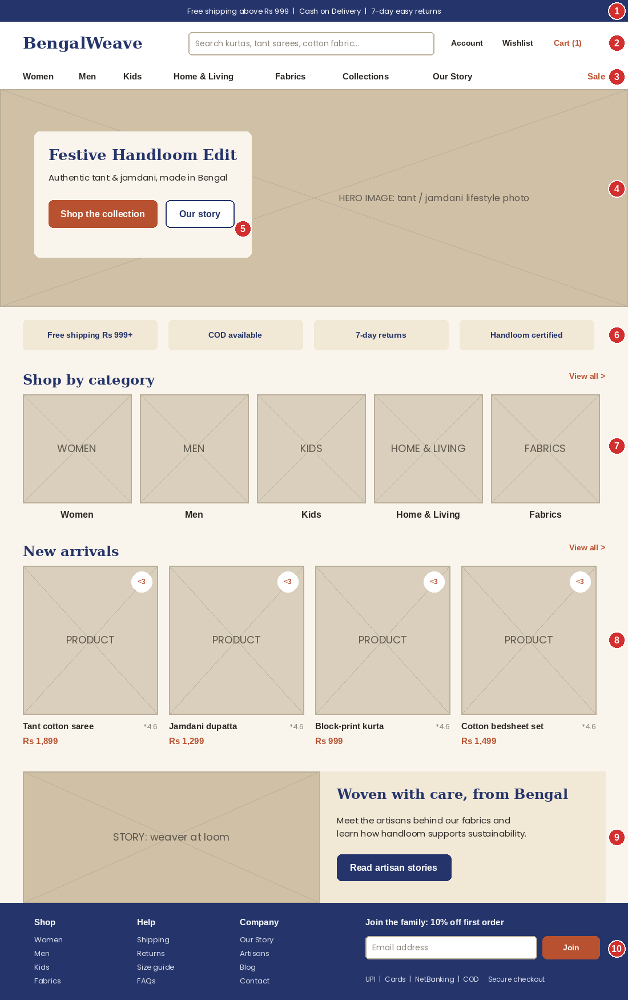 Free shipping above Rs 999 | Cash on Delivery | 7-day easy returns 1
BengalWeave Search kurtas, tant sarees, cotton fabric... Account Wishlist Cart (1) 2
Women Men Kids Home & Living Fabrics Collections Our Story Sale 3
Festive Handloom Edit
Authentic tant & jamdani, made in Bengal
HERO IMAGE: tant / jamdani lifestyle photo 4
Shop the collection Our story 5
Free shipping Rs 999+ COD available 7-day returns Handloom certified 6
Shop by category View all >
WOMEN MEN KIDS HOME & LIVING FABRICS 7
Women Men Kids Home & Living Fabrics
New arrivals View all >
<3 <3 <3 <3
PRODUCT PRODUCT PRODUCT PRODUCT 8
Tant cotton saree *4.6 Jamdani dupatta *4.6 Block-print kurta *4.6 Cotton bedsheet set *4.6
Rs 1,899 Rs 1,299 Rs 999 Rs 1,499
STORY: weaver at loom
Woven with care, from Bengal
Meet the artisans behind our fabrics and
learn how handloom supports sustainability. 9
Read artisan stories
Shop
Women
Men
Kids
Fabrics
Help
Shipping
Returns
Size guide
FAQs
Company
Our Story
Artisans
Blog
Contact
Join the family: 10% off first order
Email address Join 10
UPI | Cards | NetBanking | COD Secure checkout